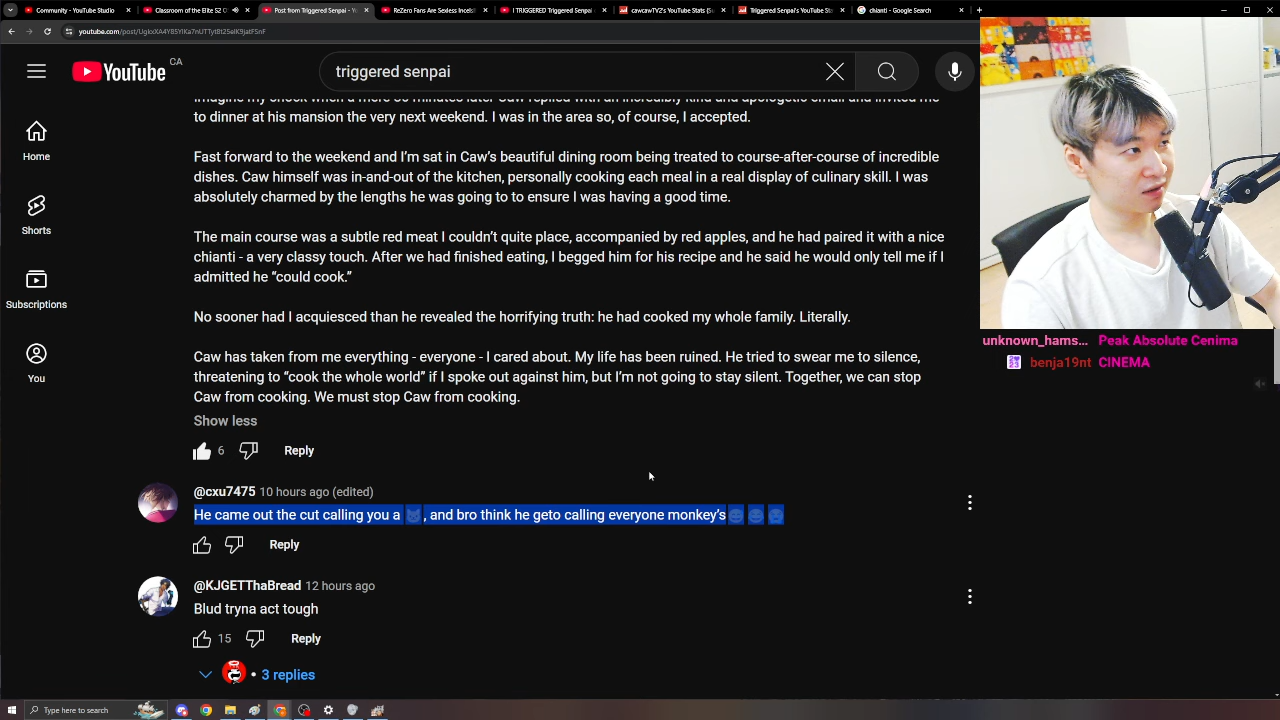 Community - YouTube Studio
Classroom of the Elite S2 C
Post from Triggered Senpai - Yo
ReZero Fans Are Sexless Incels
I TRIGGERED Triggered Senpai
cawcawTV2's YouTube Stats (S
Triggered Senpai's YouTube St
chianti - Google Search
YouTube CA
triggered senpai
Home
Shorts
Subscriptions
You
to dinner at his mansion the very next weekend. I was in the area so, of course, I accepted.
Fast forward to the weekend and I'm sat in Caw's beautiful dining room being treated to course-after-course of incredible
dishes. Caw himself was in-and-out of the kitchen, personally cooking each meal in a real display of culinary skill. I was
absolutely charmed by the lengths he was going to to ensure I was having a good time.
The main course was a subtle red meat I couldn't quite place, accompanied by red apples, and he had paired it with a nice
chianti - a very classy touch. After we had finished eating, I begged him for his recipe and he said he would only tell me if I
admitted he "could cook."
No sooner had I acquiesced than he revealed the horrifying truth: he had cooked my whole family. Literally.
Caw has taken from me everything - everyone - I cared about. My life has been ruined. He tried to swear me to silence,
threatening to "cook the whole world" if I spoke out against him, but I'm not going to stay silent. Together, we can stop
Caw from cooking. We must stop Caw from cooking.
Show less
6 Reply
@cxu7475 10 hours ago (edited)
He came out the cut calling you a , and bro think he geto calling everyone monkey's
Reply
@KJGETThaBread 12 hours ago
Blud tryna act tough
15 Reply
3 replies
unknown_hams... Peak Absolute Cenima
benja19nt CINEMA
Type here to search